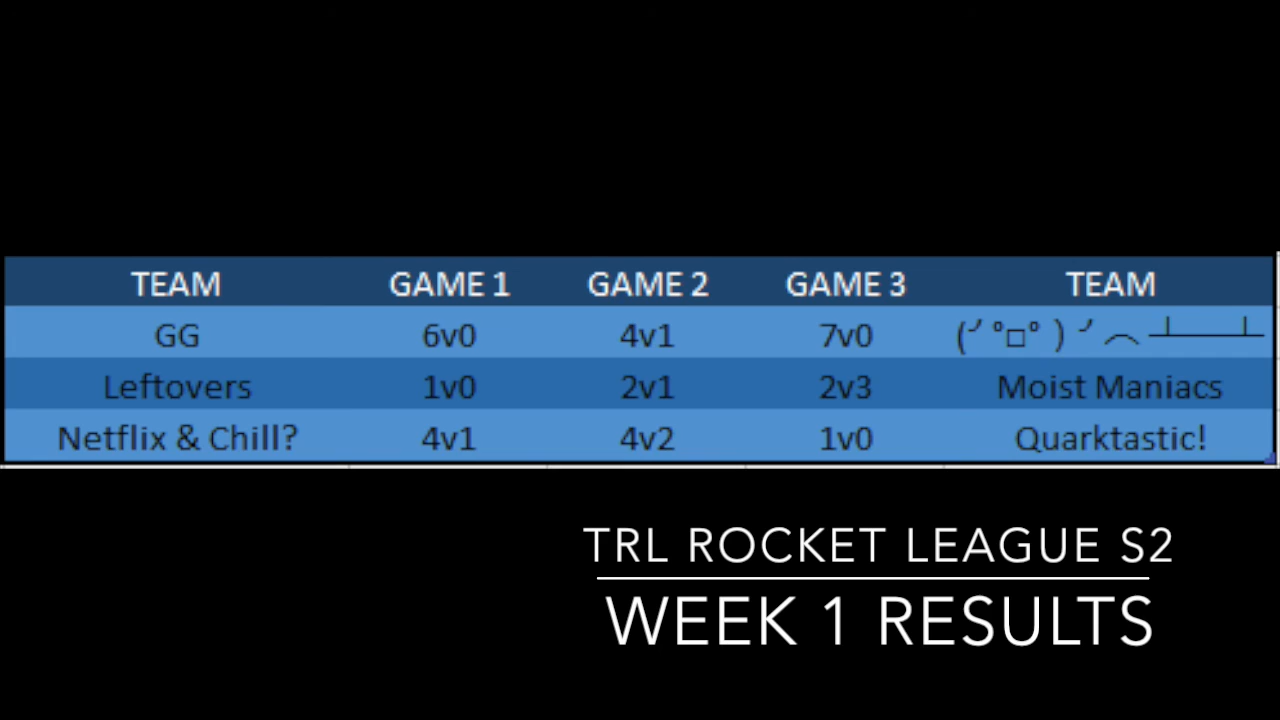 TEAM GAME 1 GAME 2 GAME 3 TEAM
GG 6v0 4v1 7v0 (╯°□°）╯︵ ┻━┻
Leftovers 1v0 2v1 2v3 Moist Maniacs
Netflix & Chill? 4v1 4v2 1v0 Quarktastic!
TRL ROCKET LEAGUE S2
WEEK 1 RESULTS